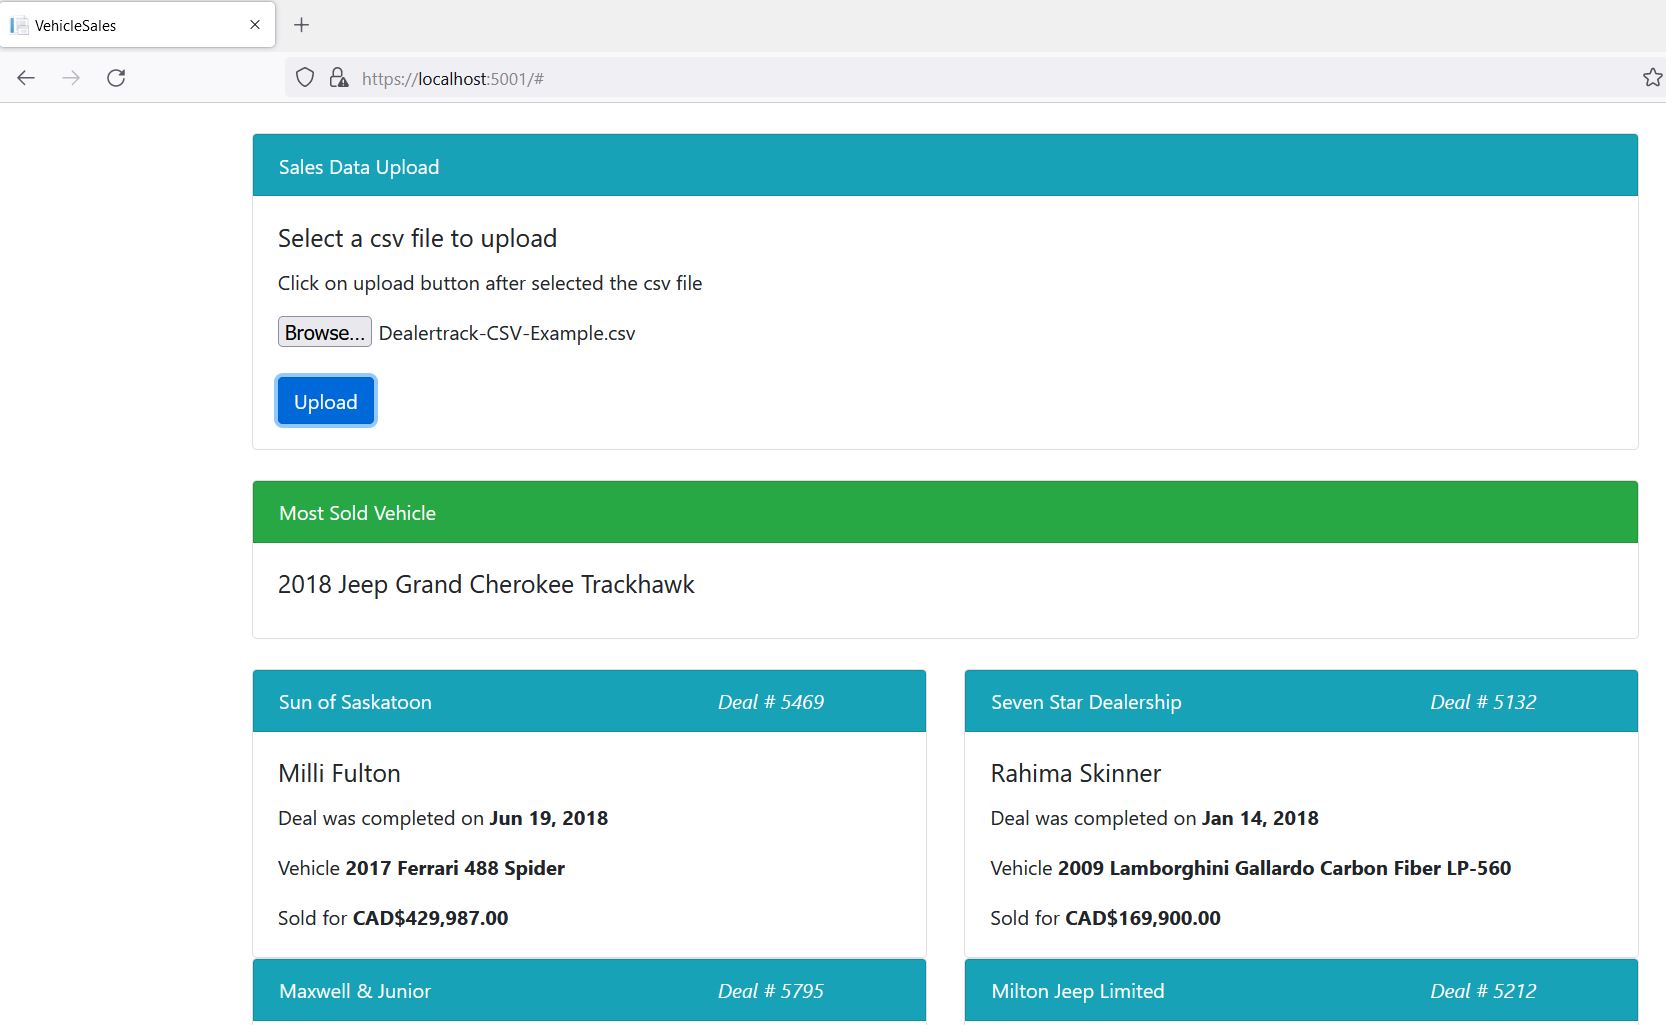 VehicleSales
https://localhost:5001/#
Sales Data Upload
Select a csv file to upload
Click on upload button after selected the csv file
Browse... Dealertrack-CSV-Example.csv
Upload
Most Sold Vehicle
2018 Jeep Grand Cherokee Trackhawk
Sun of Saskatoon Deal # 5469
Milli Fulton
Deal was completed on Jun 19, 2018
Vehicle 2017 Ferrari 488 Spider
Sold for CAD$429,987.00
Seven Star Dealership Deal # 5132
Rahima Skinner
Deal was completed on Jan 14, 2018
Vehicle 2009 Lamborghini Gallardo Carbon Fiber LP-560
Sold for CAD$169,900.00
Maxwell & Junior Deal # 5795
Milton Jeep Limited Deal # 5212